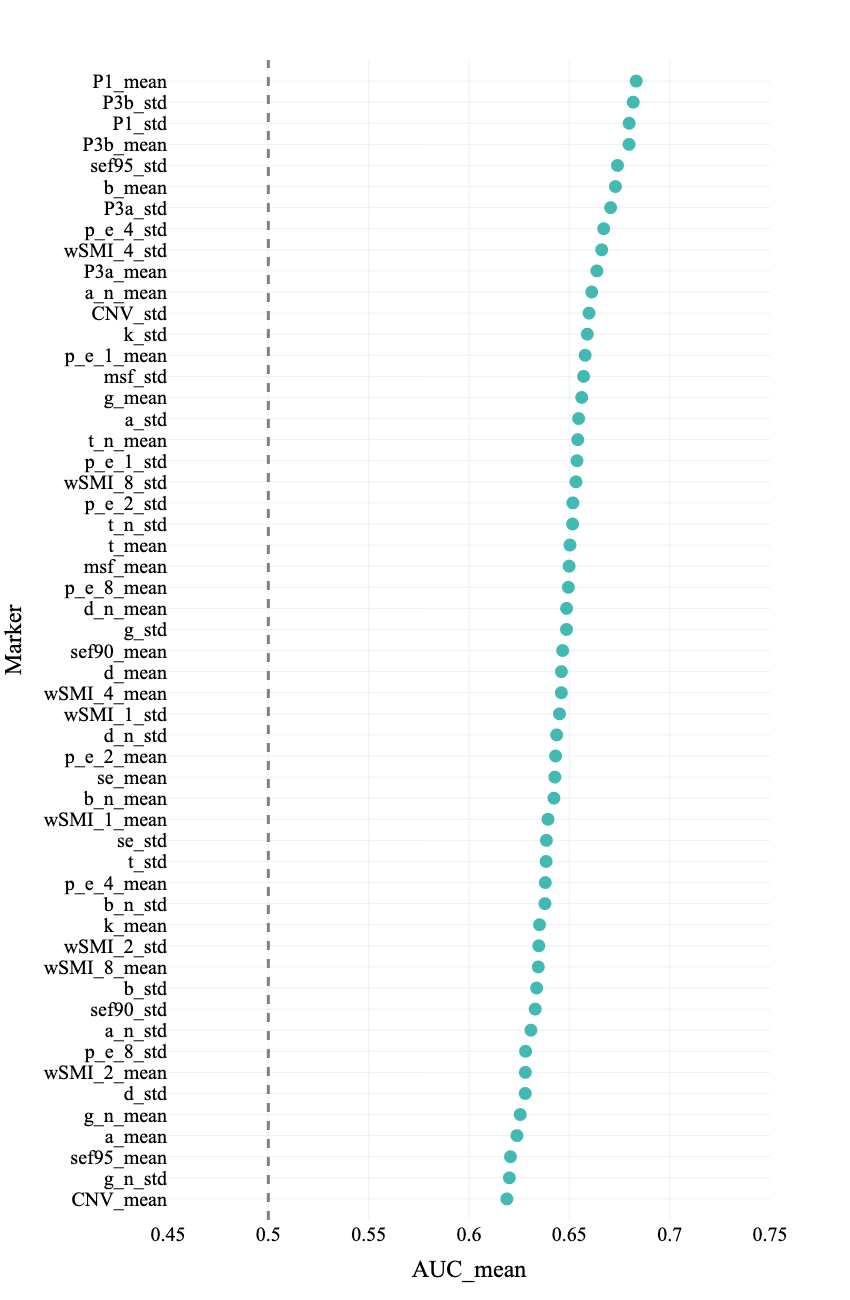 P1_mean
P3b_std
P1_std
P3b_mean
sef95_std
b_mean
P3a_std
p_e_4_std
wSMI_4_std
P3a_mean
a_n_mean
CNV_std
k_std
p_e_1_mean
msf_std
g_mean
a_std
t_n_mean
p_e_1_std
wSMI_8_std
p_e_2_std
t_n_std
t_mean
msf_mean
p_e_8_mean
d_n_mean
g_std
sef90_mean
d_mean
wSMI_4_mean
wSMI_1_std
d_n_std
p_e_2_mean
se_mean
b_n_mean
wSMI_1_mean
se_std
t_std
p_e_4_mean
b_n_std
k_mean
wSMI_2_std
wSMI_8_mean
b_std
sef90_std
a_n_std
p_e_8_std
wSMI_2_mean
d_std
g_n_mean
a_mean
sef95_mean
g_n_std
CNV_mean
Marker
0.45 0.5 0.55 0.6 0.65 0.7 0.75
AUC_mean